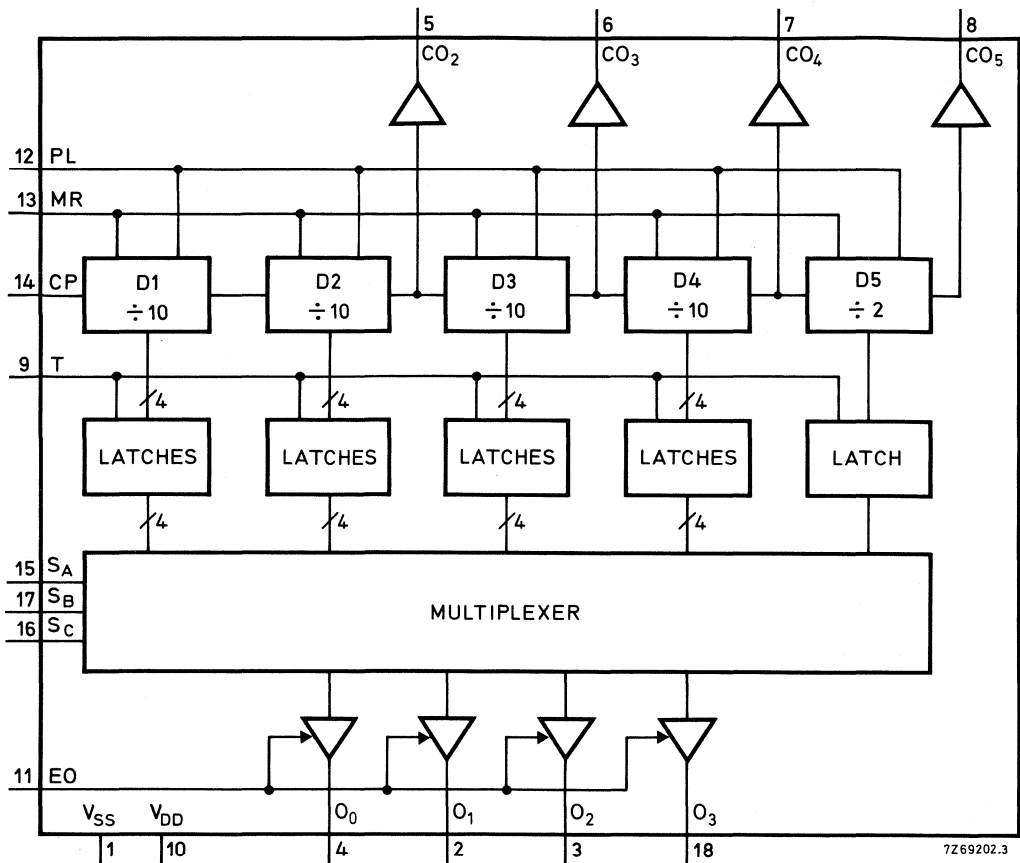 5 6 7 8
CO2 CO3 CO4 CO5
12 PL
13 MR
14 CP D1 D2 D3 D4 D5
÷10 ÷10 ÷10 ÷10 ÷2
9 T
4 4 4 4
LATCHES LATCHES LATCHES LATCHES LATCH
4 4 4 4
15 SA
17 SB
16 SC
MULTIPLEXER
11 EO
VSS VDD O0 O1 O2 O3
1 10 4 2 3 18
7Z69202.3